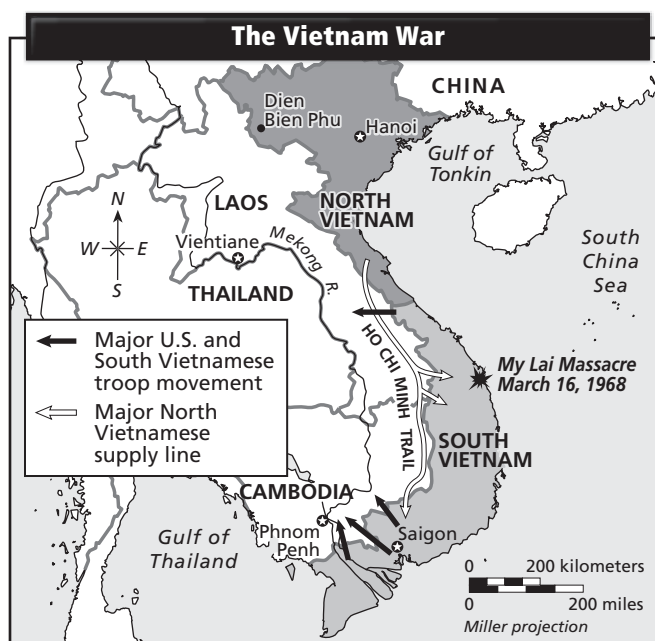 The Vietnam War
CHINA
Dien
Bien Phu
Hanoi
Gulf of
Tonkin
N
W
E
S
LAOS
NORTH
VIETNAM
Vientiane
Mekong R.
South
China
Sea
THAILAND
Major U.S. and
South Vietnamese
troop movement
Major North
Vietnamese
supply line
HO CHI MINH TRAIL
My Lai Massacre
March 16, 1968
SOUTH
VIETNAM
CAMBODIA
Phnom
Penh
Saigon
Gulf of
Thailand
0 200 kilometers
0 200 miles
Miller projection